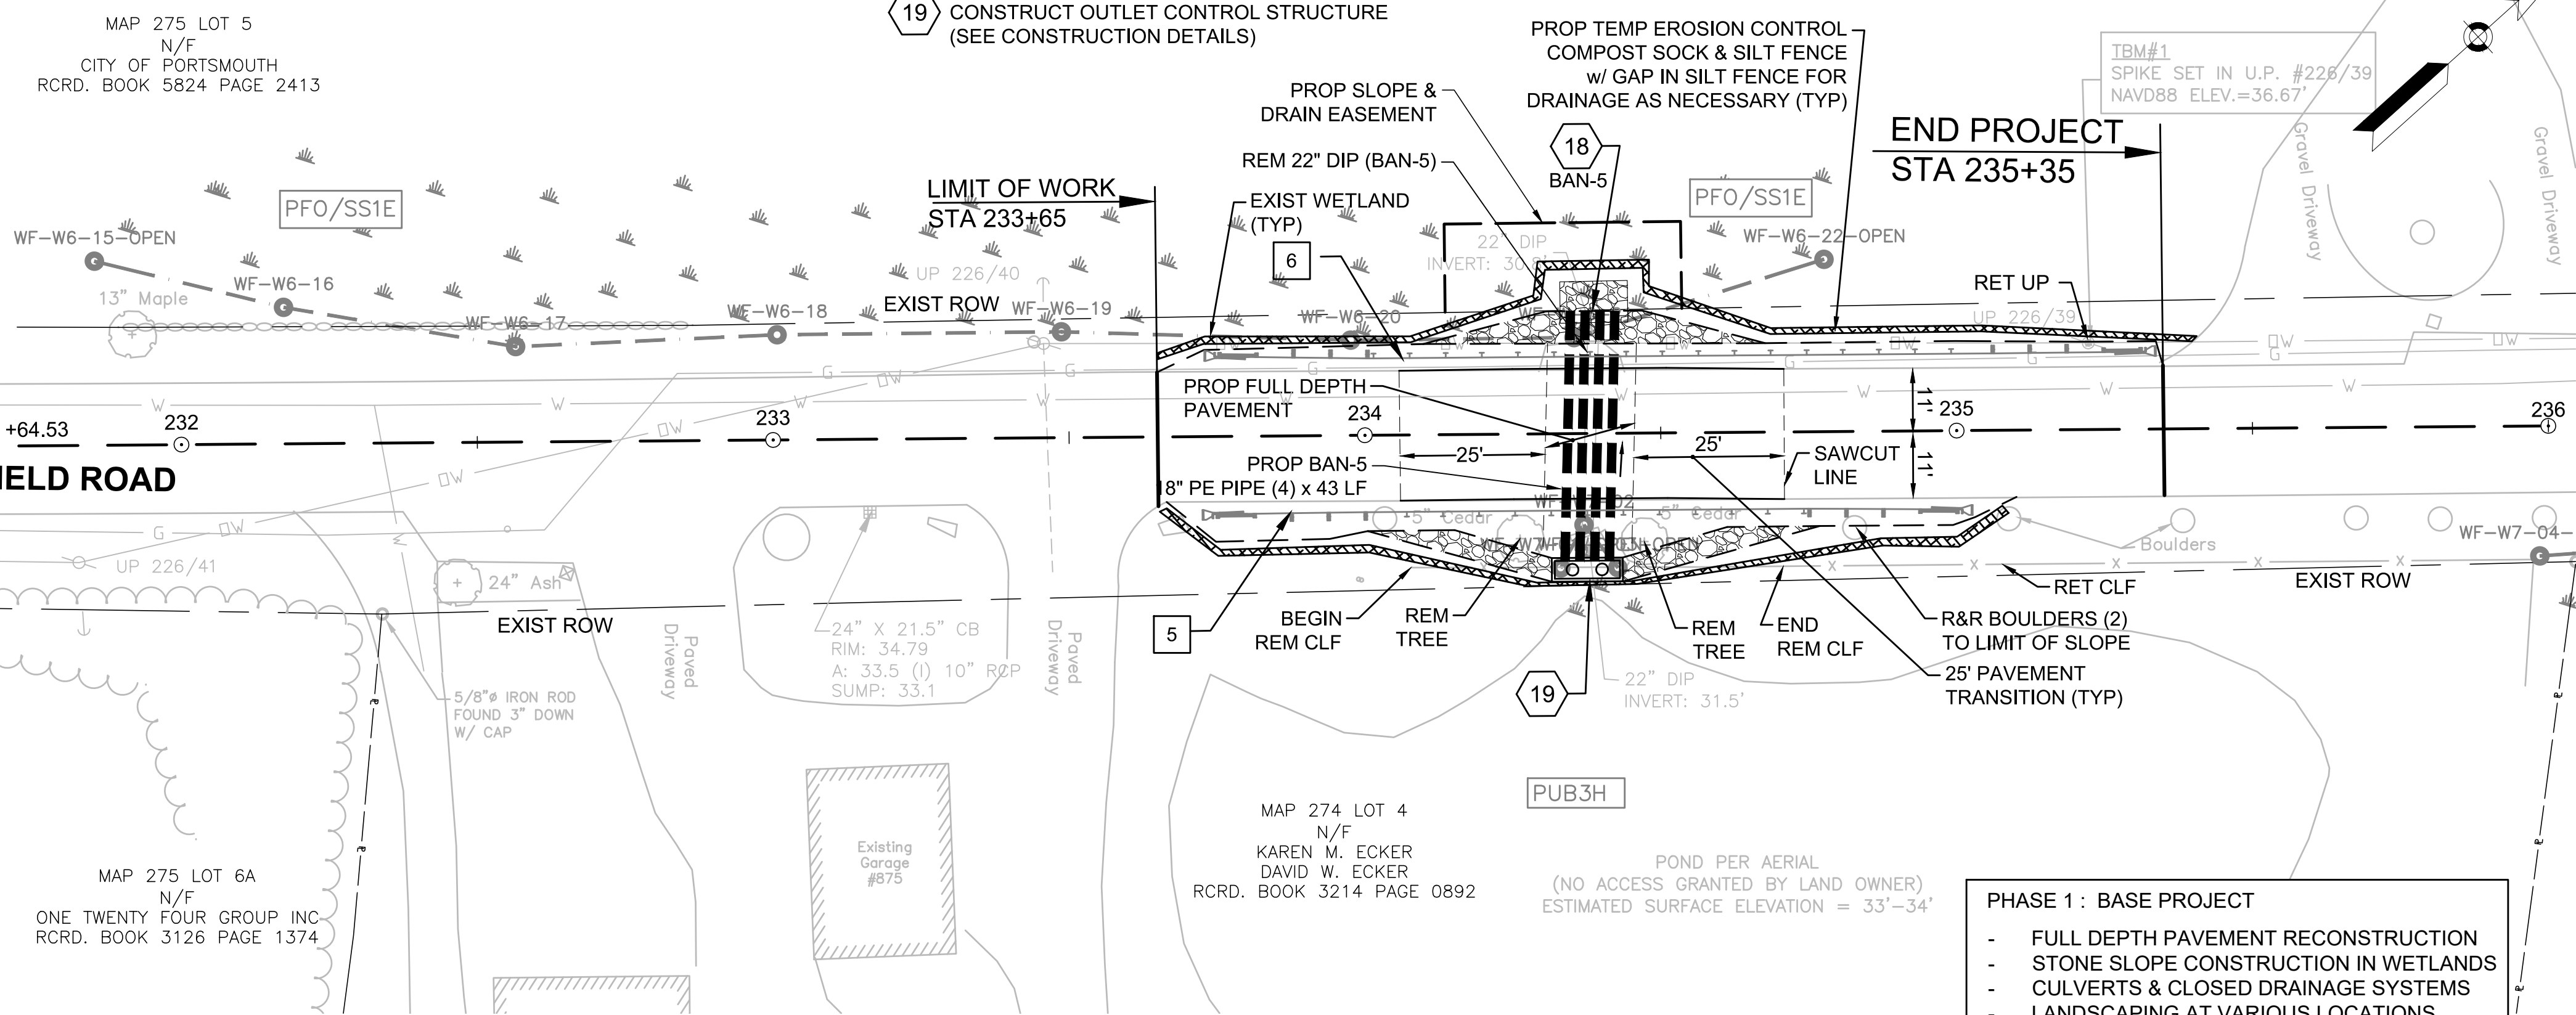 MAP 275 LOT 5
N/F
CITY OF PORTSMOUTH
RCRD. BOOK 5824 PAGE 2413
19 CONSTRUCT OUTLET CONTROL STRUCTURE
(SEE CONSTRUCTION DETAILS)
PROP TEMP EROSION CONTROL
COMPOST SOCK & SILT FENCE
w/ GAP IN SILT FENCE FOR
DRAINAGE AS NECESSARY (TYP)
TBM#1
SPIKE SET IN U.P. #226/39
NAVD88 ELEV.=36.67'
PROP SLOPE &
DRAIN EASEMENT
REM 22" DIP (BAN-5)
18
BAN-5
END PROJECT
STA 235+35
Gravel Driveway
Gravel Driveway
LIMIT OF WORK
STA 233+65
EXIST WETLAND
(TYP)
6
PFO/SS1E
PFO/SS1E
WF-W6-15-OPEN
WF-W6-16
13" Maple
WF-W6-17
WF-W6-18
UP 226/40
EXIST ROW
WF-W6-19
22" DIP
INVERT: 30.9'
WF-W6-20
WF-W6-22-OPEN
RET UP
UP 226/39
G
OW
W
PROP FULL DEPTH
PAVEMENT
+64.53
232
233
234
235
236
11'
11'
25'
25'
SAWCUT
LINE
IELD ROAD
PROP BAN-5
18" PE PIPE (4) x 43 LF
5" Cedar
5" Cedar
Boulders
WF-W7-04-
UP 226/41
24" Ash
EXIST ROW
Paved
Driveway
24" X 21.5" CB
RIM: 34.79
A: 33.5 (I) 10" RCP
SUMP: 33.1
Paved
Driveway
5
BEGIN
REM CLF
REM
TREE
19
REM
TREE
END
REM CLF
RET CLF
EXIST ROW
R&R BOULDERS (2)
TO LIMIT OF SLOPE
25' PAVEMENT
TRANSITION (TYP)
22" DIP
INVERT: 31.5'
5/8"ø IRON ROD
FOUND 3" DOWN
W/ CAP
PUB3H
Existing
Garage
#875
MAP 275 LOT 6A
N/F
ONE TWENTY FOUR GROUP INC
RCRD. BOOK 3126 PAGE 1374
MAP 274 LOT 4
N/F
KAREN M. ECKER
DAVID W. ECKER
RCRD. BOOK 3214 PAGE 0892
POND PER AERIAL
(NO ACCESS GRANTED BY LAND OWNER)
ESTIMATED SURFACE ELEVATION = 33'-34'
PHASE 1 : BASE PROJECT
- FULL DEPTH PAVEMENT RECONSTRUCTION
- STONE SLOPE CONSTRUCTION IN WETLANDS
- CULVERTS & CLOSED DRAINAGE SYSTEMS
- LANDSCAPING AT VARIOUS LOCATIONS